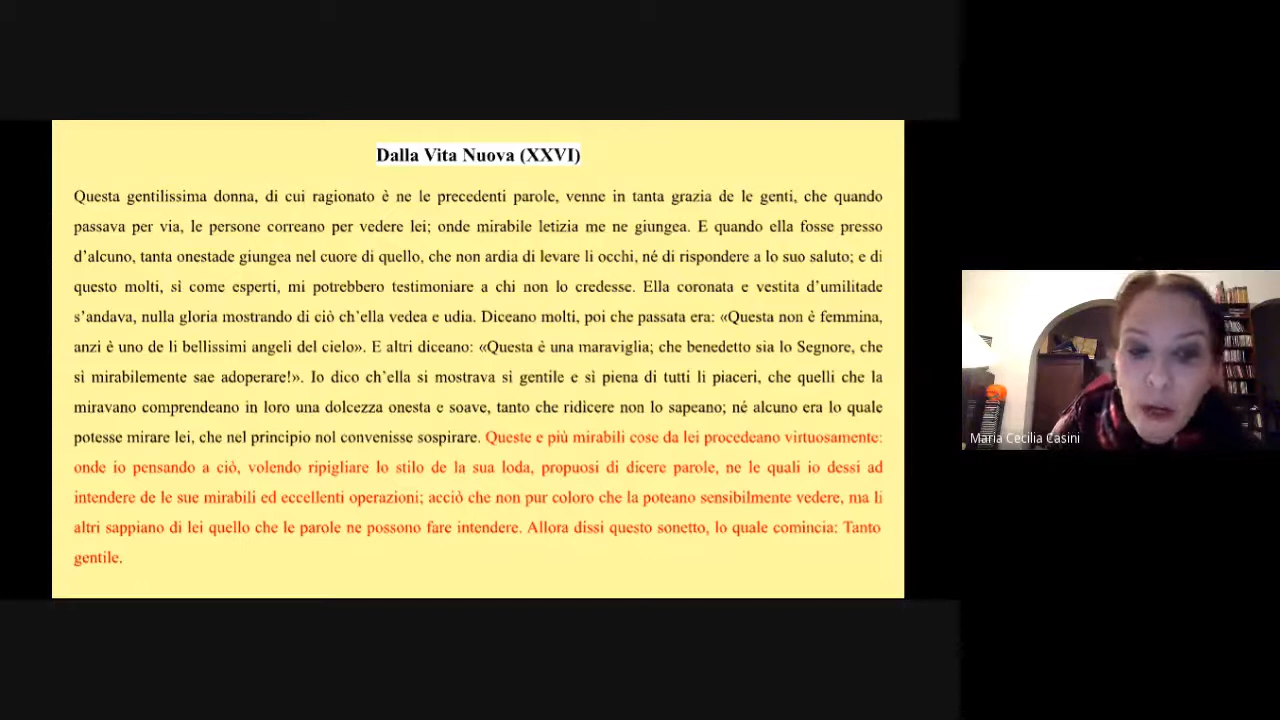 Dalla Vita Nuova (XXVI)
Questa gentilissima donna, di cui ragionato è ne le precedenti parole, venne in tanta grazia de le genti, che quando
passava per via, le persone correano per vedere lei; onde mirabile letizia me ne giungea. E quando ella fosse presso
d'alcuno, tanta onestade giungea nel cuore di quello, che non ardia di levare li occhi, né di rispondere a lo suo saluto; e di
questo molti, sì come esperti, mi potrebbero testimoniare a chi non lo credesse. Ella coronata e vestita d'umilitade
s'andava, nulla gloria mostrando di ciò ch'ella vedea e udia. Diceano molti, poi che passata era: «Questa non è femmina,
anzi è uno de li bellissimi angeli del cielo». E altri diceano: «Questa è una maraviglia; che benedetto sia lo Segnore, che
sì mirabilemente sae adoperare!». Io dico ch'ella si mostrava sì gentile e sì piena di tutti li piaceri, che quelli che la
miravano comprendeano in loro una dolcezza onesta e soave, tanto che ridicere non lo sapeano; né alcuno era lo quale
potesse mirare lei, che nel principio nol convenisse sospirare. Queste e più mirabili cose da lei procedeano virtuosamente:
onde io pensando a ciò, volendo ripigliare lo stilo de la sua loda, propuosi di dicere parole, ne le quali io dessi ad
intendere de le sue mirabili ed eccellenti operazioni; acciò che non pur coloro che la poteano sensibilmente vedere, ma li
altri sappiano di lei quello che le parole ne possono fare intendere. Allora dissi questo sonetto, lo quale comincia: Tanto
gentile.
Maria Cecilia Casini